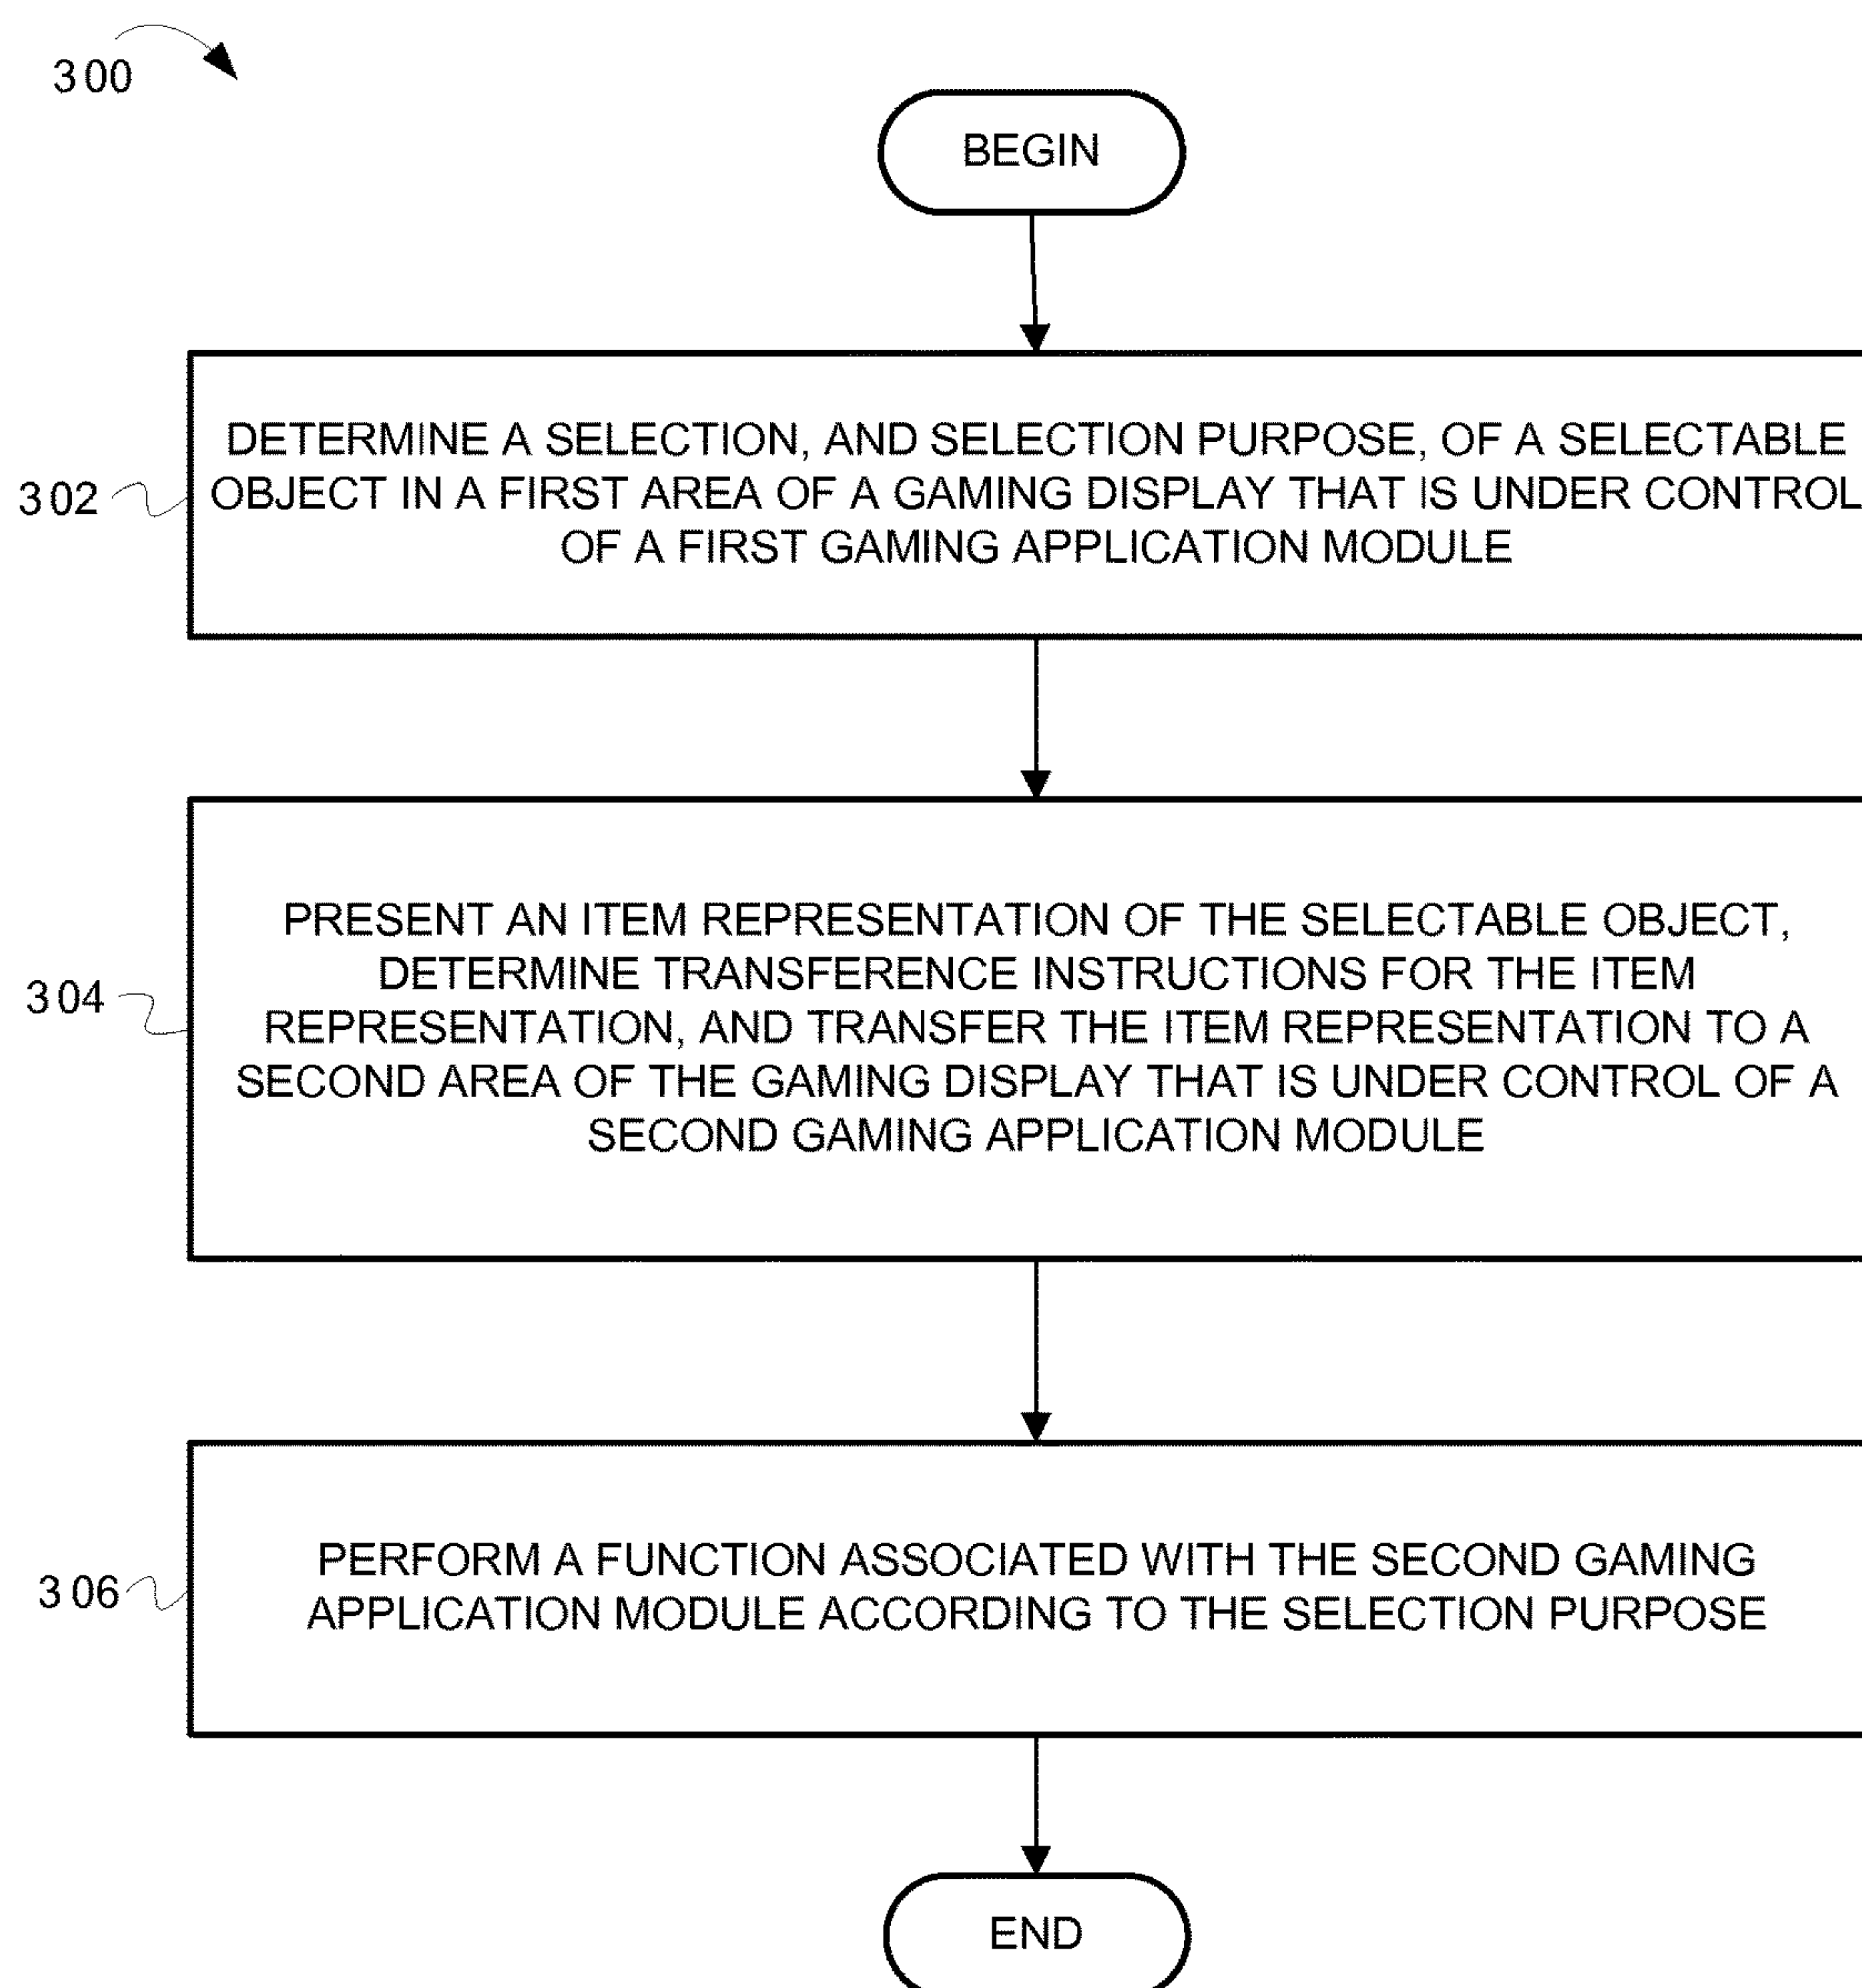 300
BEGIN
302
DETERMINE A SELECTION, AND SELECTION PURPOSE, OF A SELECTABLE
OBJECT IN A FIRST AREA OF A GAMING DISPLAY THAT IS UNDER CONTROL
OF A FIRST GAMING APPLICATION MODULE
304
PRESENT AN ITEM REPRESENTATION OF THE SELECTABLE OBJECT,
DETERMINE TRANSFERENCE INSTRUCTIONS FOR THE ITEM
REPRESENTATION, AND TRANSFER THE ITEM REPRESENTATION TO A
SECOND AREA OF THE GAMING DISPLAY THAT IS UNDER CONTROL OF A
SECOND GAMING APPLICATION MODULE
306
PERFORM A FUNCTION ASSOCIATED WITH THE SECOND GAMING
APPLICATION MODULE ACCORDING TO THE SELECTION PURPOSE
END